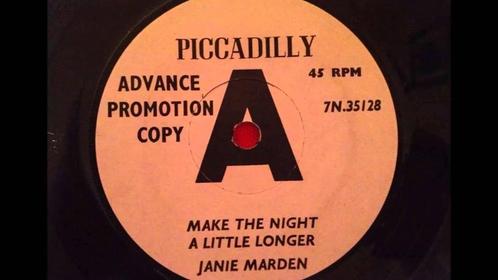 PICCADILLY
ADVANCE
PROMOTION
COPY
A
45 RPM
7N.35128
MAKE THE NIGHT
A LITTLE LONGER
JANIE MARDEN